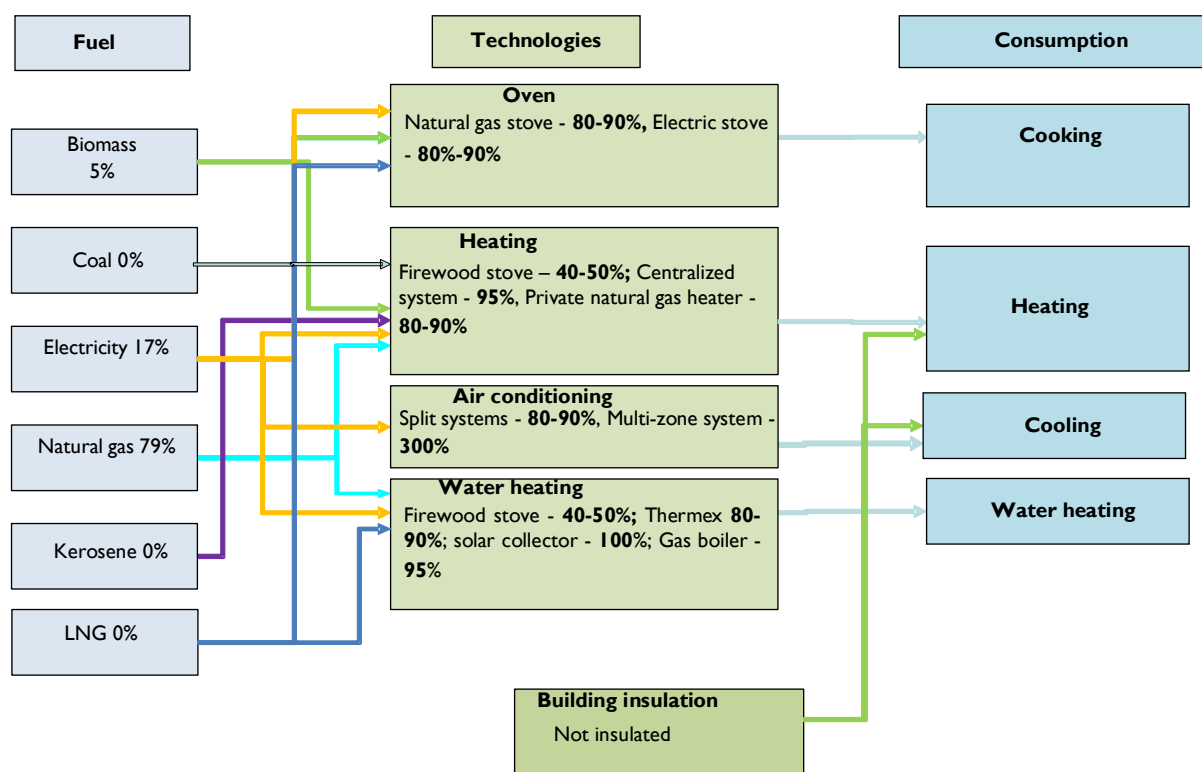 Fuel
Technologies
Consumption
Biomass
5%
Coal 0%
Electricity 17%
Natural gas 79%
Kerosene 0%
LNG 0%
Oven
Natural gas stove - 80-90%, Electric stove
- 80%-90%
Heating
Firewood stove – 40-50%; Centralized
system - 95%, Private natural gas heater -
80-90%
Air conditioning
Split systems - 80-90%, Multi-zone system -
300%
Water heating
Firewood stove - 40-50%; Thermex 80-
90%; solar collector - 100%; Gas boiler -
95%
Building insulation
Not insulated
Cooking
Heating
Cooling
Water heating